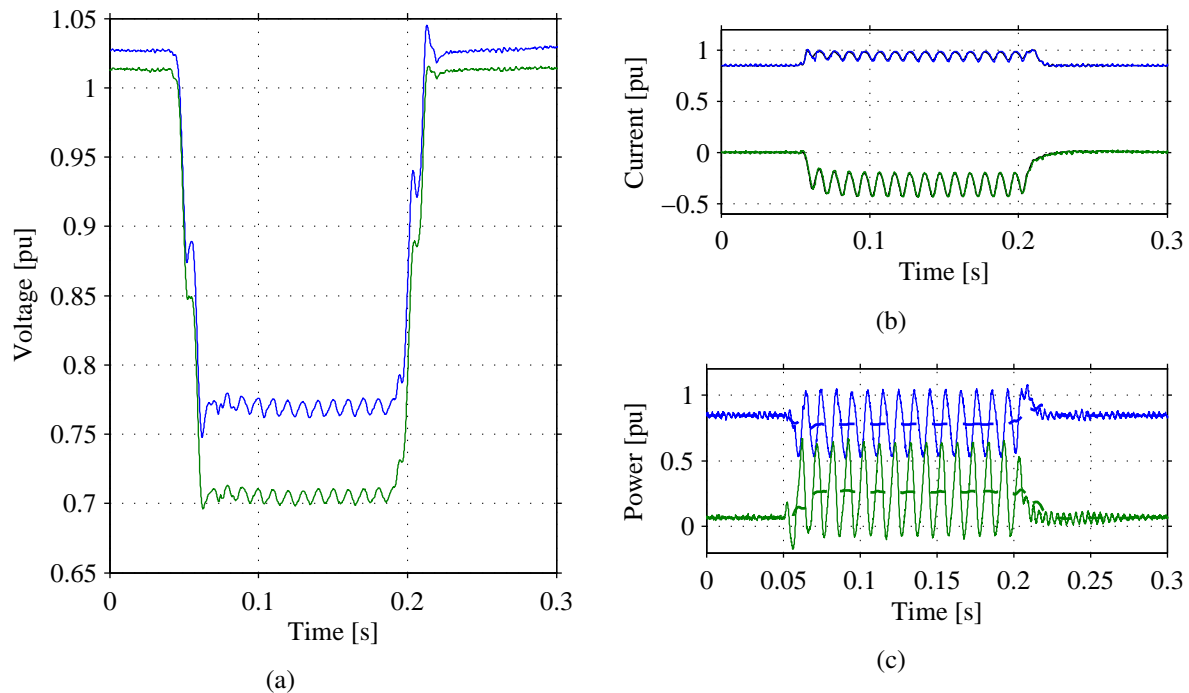 1.05
1
0.95
0.9
0.85
0.8
0.75
0.7
0.65
Voltage [pu]
0 0.1 0.2 0.3
Time [s]
(a)
1
0.5
0
−0.5
Current [pu]
0 0.1 0.2 0.3
Time [s]
(b)
1
0.5
0
Power [pu]
0 0.05 0.1 0.15 0.2 0.25 0.3
Time [s]
(c)